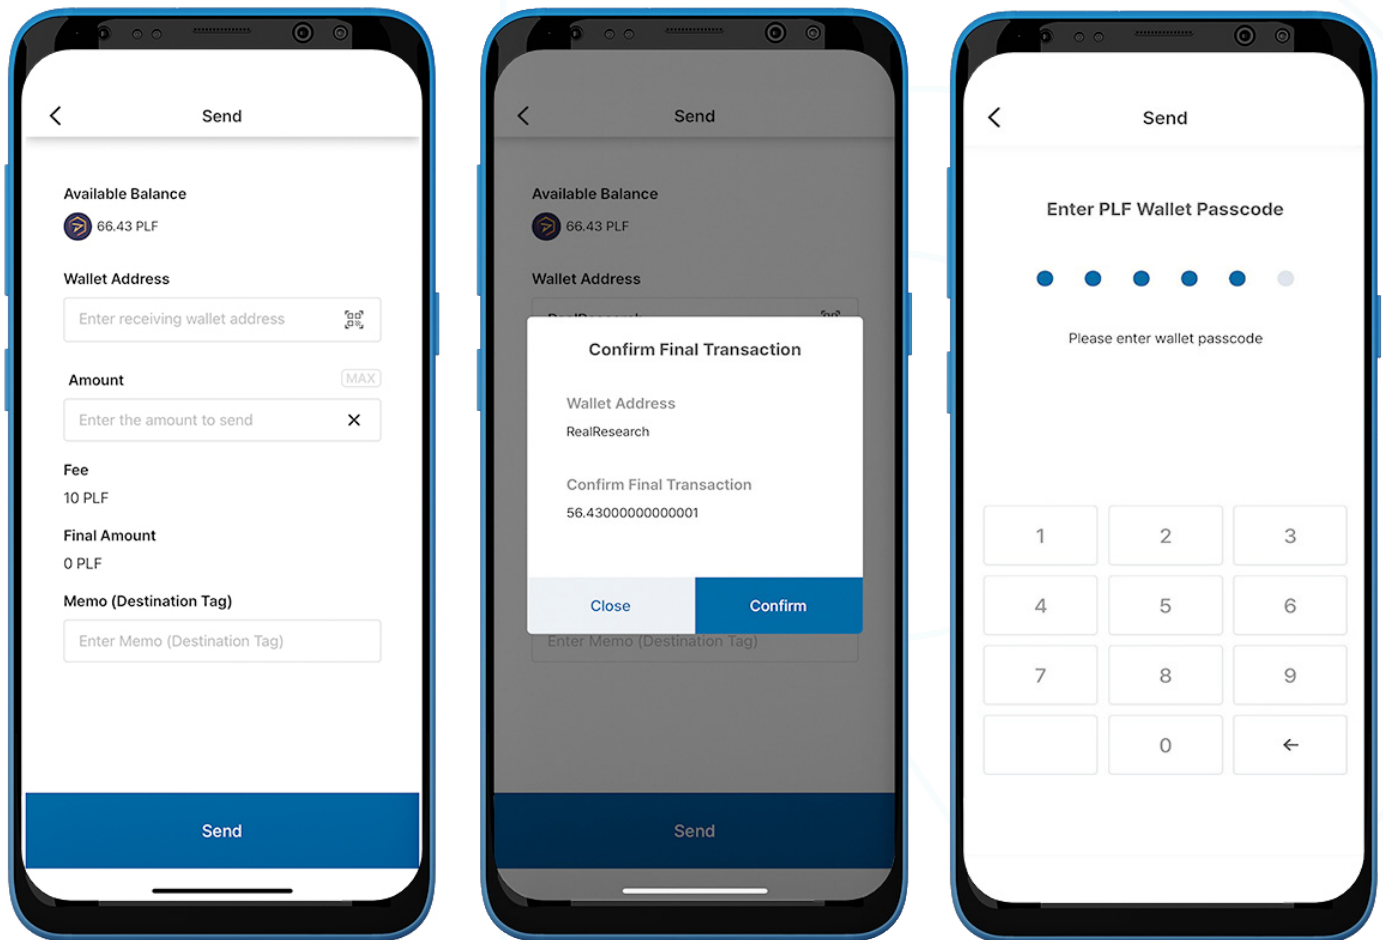 Send
Available Balance
66.43 PLF
Wallet Address
Enter receiving wallet address
Amount
MAX
Enter the amount to send
Fee
10 PLF
Final Amount
0 PLF
Memo (Destination Tag)
Enter Memo (Destination Tag)
Send
Send
Available Balance
66.43 PLF
Wallet Address
RealResearch
Confirm Final Transaction
Wallet Address
RealResearch
Confirm Final Transaction
56.43000000000001
Close
Confirm
Enter Memo (Destination Tag)
Send
Send
Enter PLF Wallet Passcode
Please enter wallet passcode
1 2 3
4 5 6
7 8 9
0